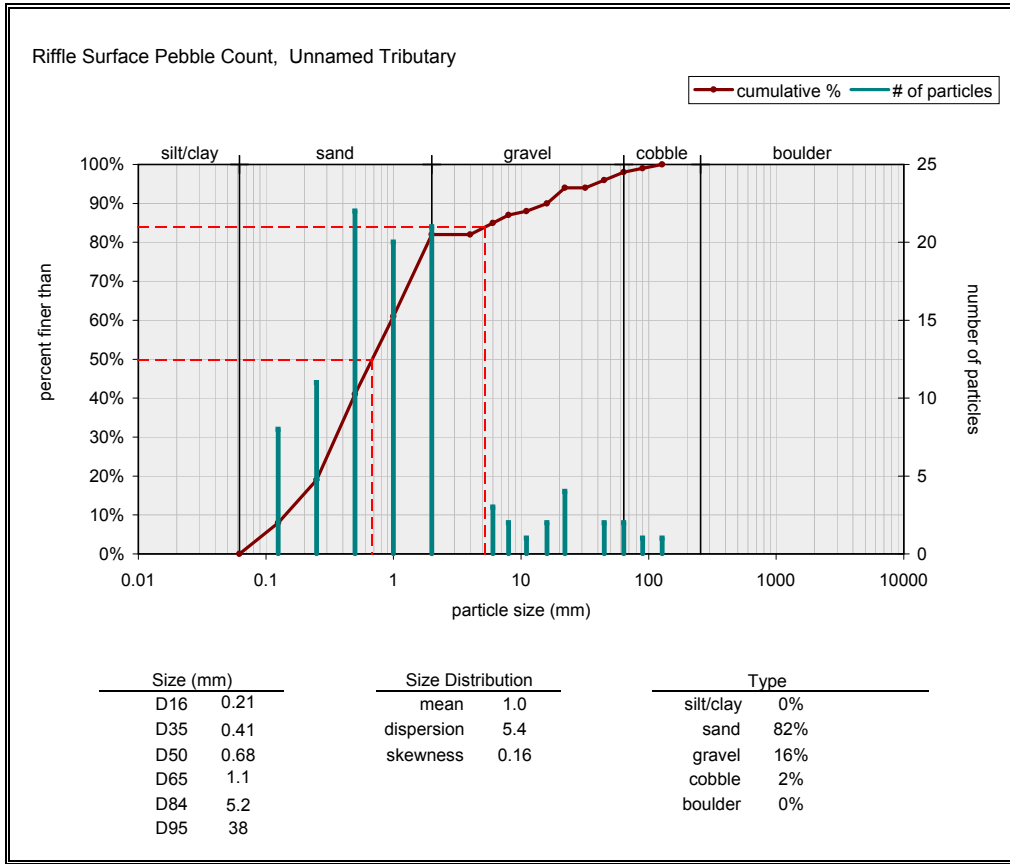 Riffle Surface Pebble Count, Unnamed Tributary
cumulative % # of particles
silt/clay sand gravel cobble boulder
100% 25
90%
80% 20
70%
60% 15
50%
40% 10
30%
20% 5
10%
0% 0
percent finer than
number of particles
0.01 0.1 1 10 100 1000 10000
particle size (mm)
Size (mm) Size Distribution Type
D16 0.21 mean 1.0 silt/clay 0%
D35 0.41 dispersion 5.4 sand 82%
D50 0.68 skewness 0.16 gravel 16%
D65 1.1 cobble 2%
D84 5.2 boulder 0%
D95 38